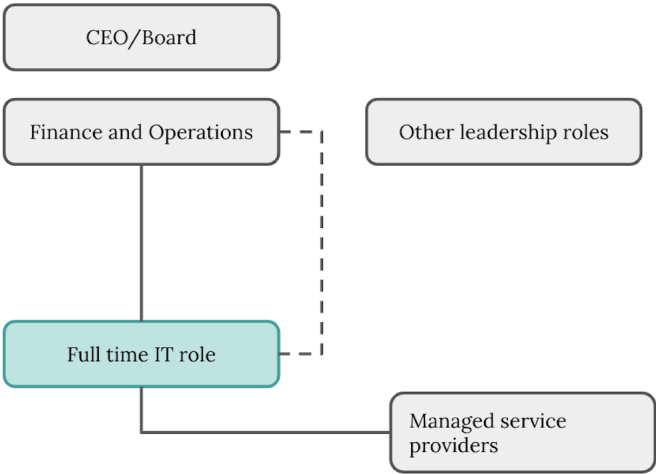 CEO/Board
Finance and Operations
Other leadership roles
Full time IT role
Managed service
providers